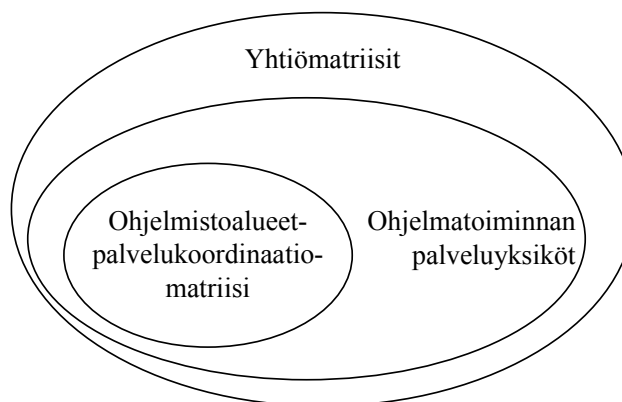 Yhtiömatriisit
Ohjelmistoalueet-
palvelukoordinaatio-
matriisi
Ohjelmatoiminnan
palveluyksiköt